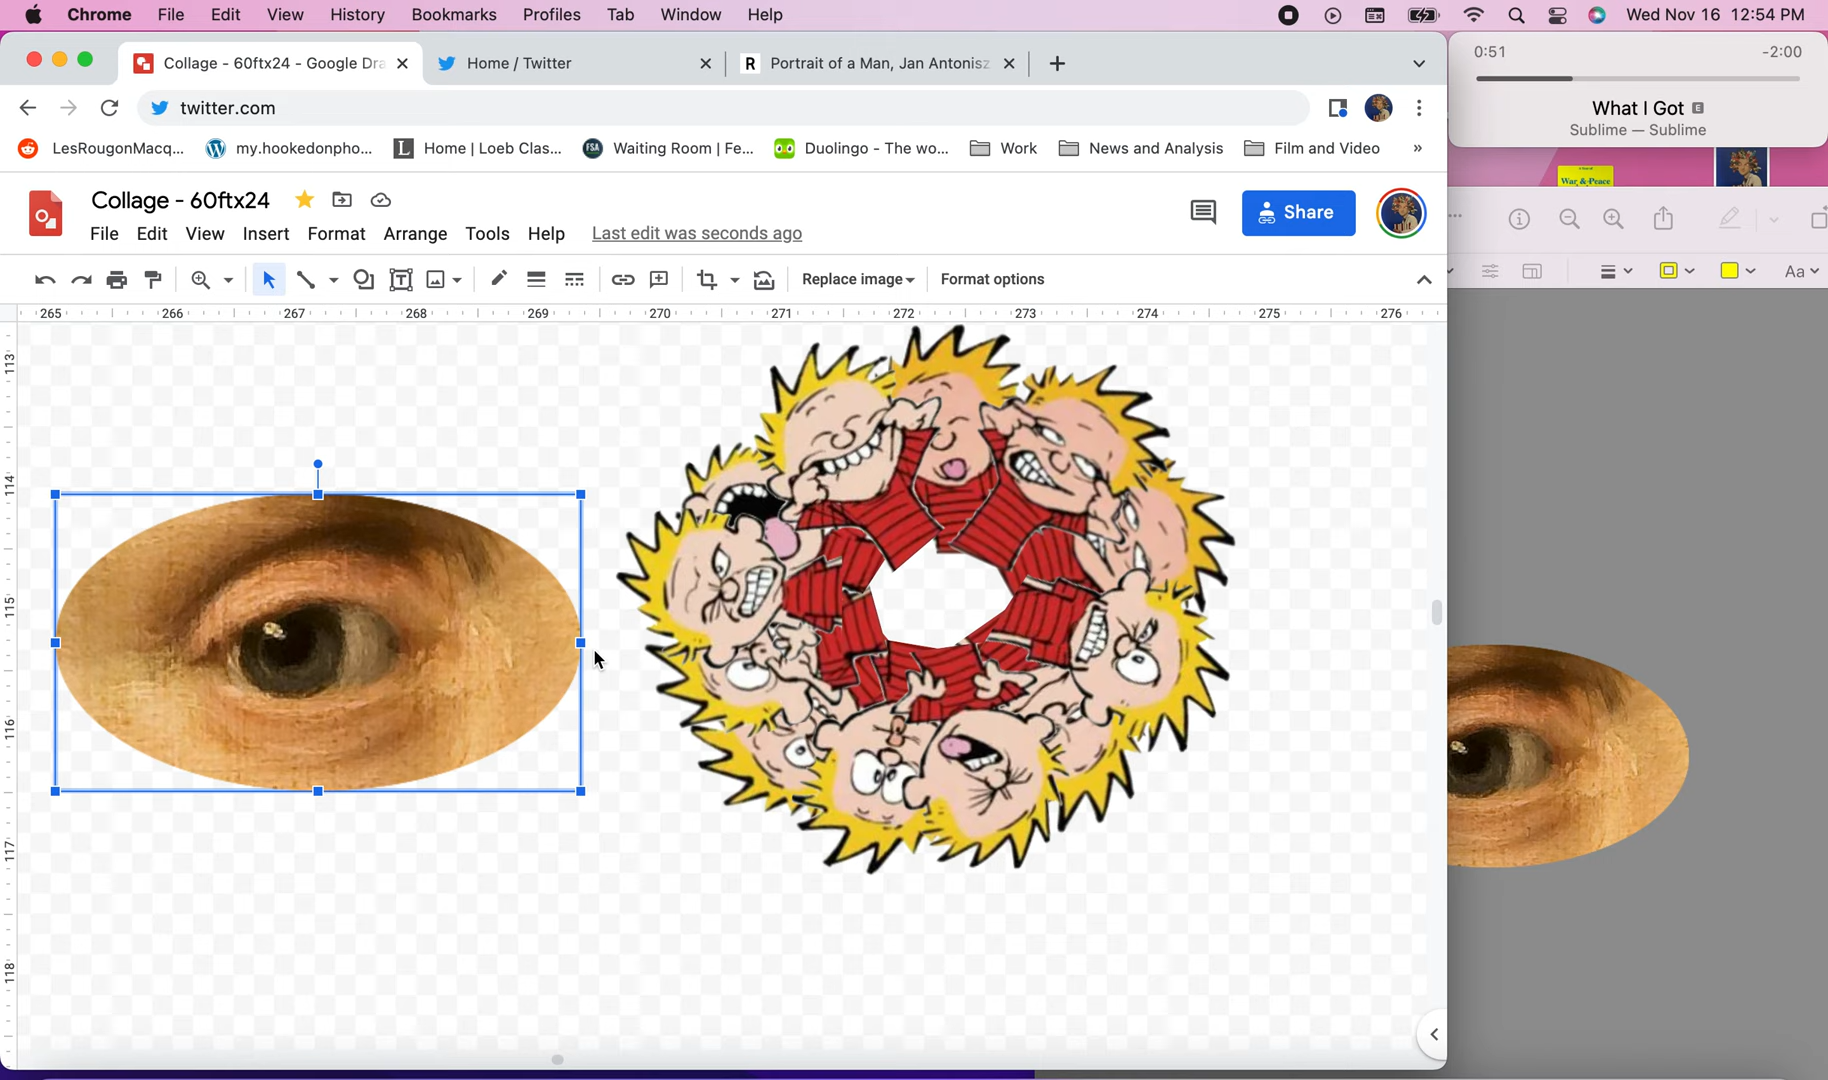 Chrome File Edit View History Bookmarks Profiles Tab Window Help Wed Nov 16 12:54 PM
Collage - 60ftx24 - Google Dra Home / Twitter R Portrait of a Man, Jan Antonisz
0:51 -2:00
twitter.com
What I Got E
Sublime — Sublime
LesRougonMacq... my.hookedonpho... L Home | Loeb Clas... FSA Waiting Room | Fe... Duolingo - The wo... Work News and Analysis Film and Video »
War & Peace
Collage - 60ftx24
Share
File Edit View Insert Format Arrange Tools Help Last edit was seconds ago
Replace image Format options
Aa
265 266 267 268 269 270 271 272 273 274 275 276
113
114
115
116
117
118